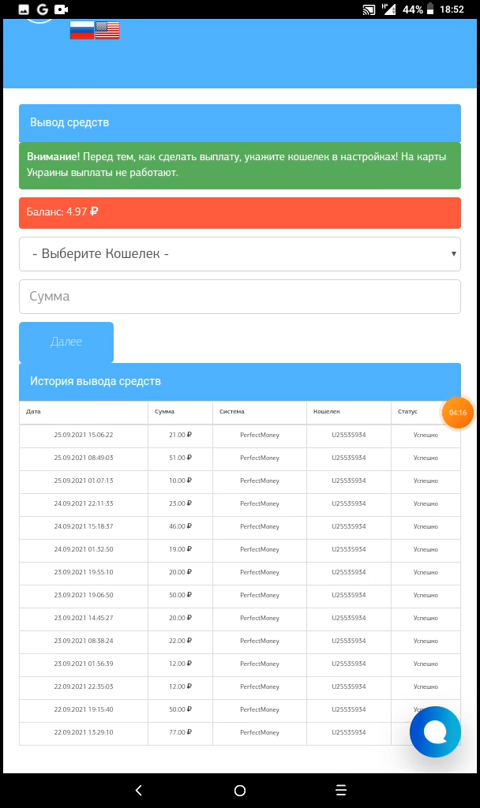 44% 18:52
Вывод средств
Внимание! Перед тем, как сделать выплату, укажите кошелек в настройках! На карты
Украины выплаты не работают.
Баланс: 4.97 ₽
- Выберите Кошелек -
Сумма
Далее
История вывода средств
Дата Сумма Система Кошелек Статус
04:16
25.09.2021 15:06:22 21.00 ₽ PerfectMoney U25535934 Успешно
25.09.2021 08:49:03 51.00 ₽ PerfectMoney U25535934 Успешно
25.09.2021 01:07:13 10.00 ₽ PerfectMoney U25535934 Успешно
24.09.2021 22:11:33 23.00 ₽ PerfectMoney U25535934 Успешно
24.09.2021 15:18:37 46.00 ₽ PerfectMoney U25535934 Успешно
24.09.2021 01:32:50 19.00 ₽ PerfectMoney U25535934 Успешно
23.09.2021 19:55:10 20.00 ₽ PerfectMoney U25535934 Успешно
23.09.2021 19:06:50 50.00 ₽ PerfectMoney U25535934 Успешно
23.09.2021 14:45:27 20.00 ₽ PerfectMoney U25535934 Успешно
23.09.2021 08:38:24 22.00 ₽ PerfectMoney U25535934 Успешно
23.09.2021 01:56:39 12.00 ₽ PerfectMoney U25535934 Успешно
22.09.2021 22:35:03 12.00 ₽ PerfectMoney U25535934 Успешно
22.09.2021 19:15:40 50.00 ₽ PerfectMoney U25535934
22.09.2021 13:29:10 77.00 ₽ PerfectMoney U25535934